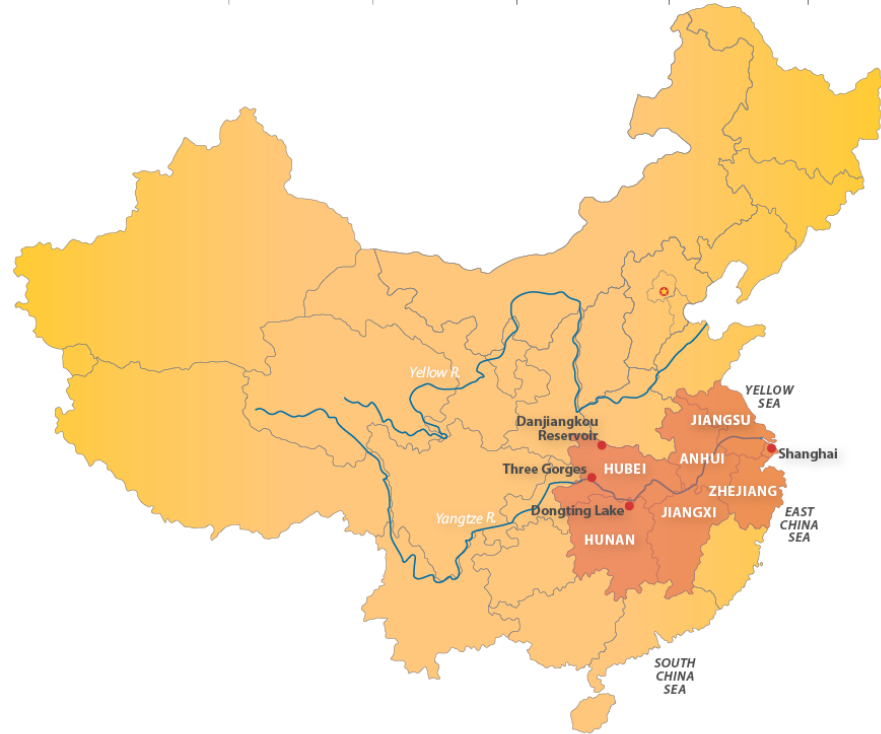 Yellow R.
YELLOW
SEA
Danjiangkou
Reservoir
JIANGSU
Shanghai
ANHUI
Three Gorges
HUBEI
ZHEJIANG
Yangtze R.
Dongting Lake
JIANGXI
EAST
CHINA
SEA
HUNAN
SOUTH
CHINA
SEA